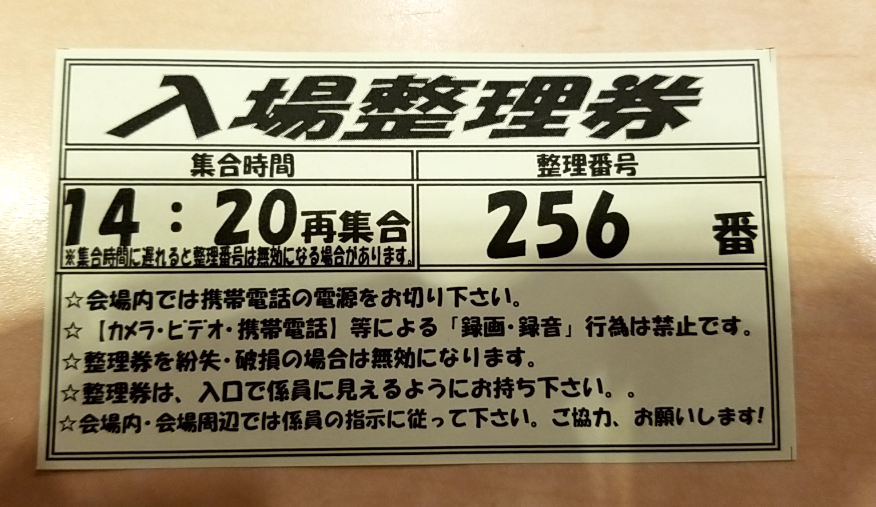 入場整理券
集合時間
整理番号
14：20再集合
※集合時間に遅れると整理番号は無効になる場合があります。
256 番
☆会場内では携帯電話の電源をお切り下さい。
☆【カメラ・ビデオ・携帯電話】等による「録画・録音」行為は禁止です。
☆整理券を紛失・破損の場合は無効になります。
☆整理券は、入口で係員に見えるようにお持ち下さい。。
☆会場内・会場周辺では係員の指示に従って下さい。ご協力、お願いします!